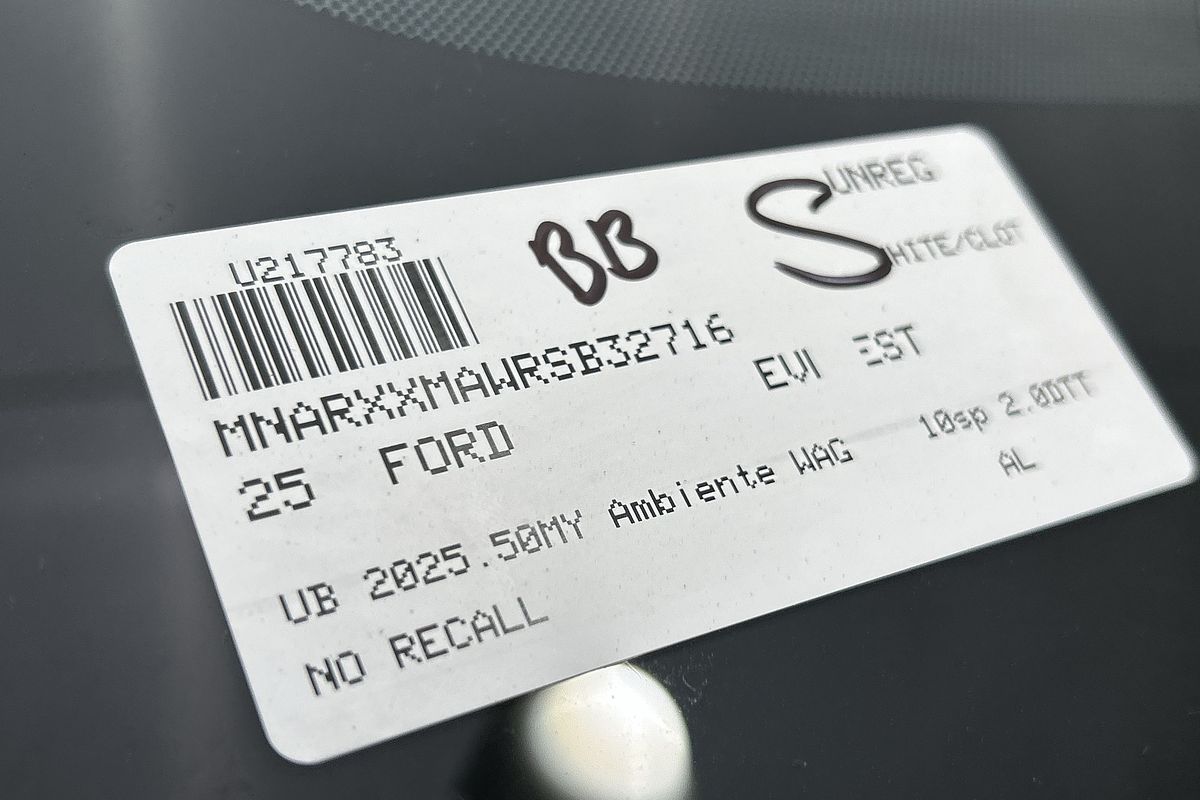 U217783 BB S UNREG
HITE/CLOT
MNARXXMAWRSB32716
25 FORD EVI EST
UB 2025.50MY Ambiente WAG 10sp 2.0DTT
NO RECALL AL